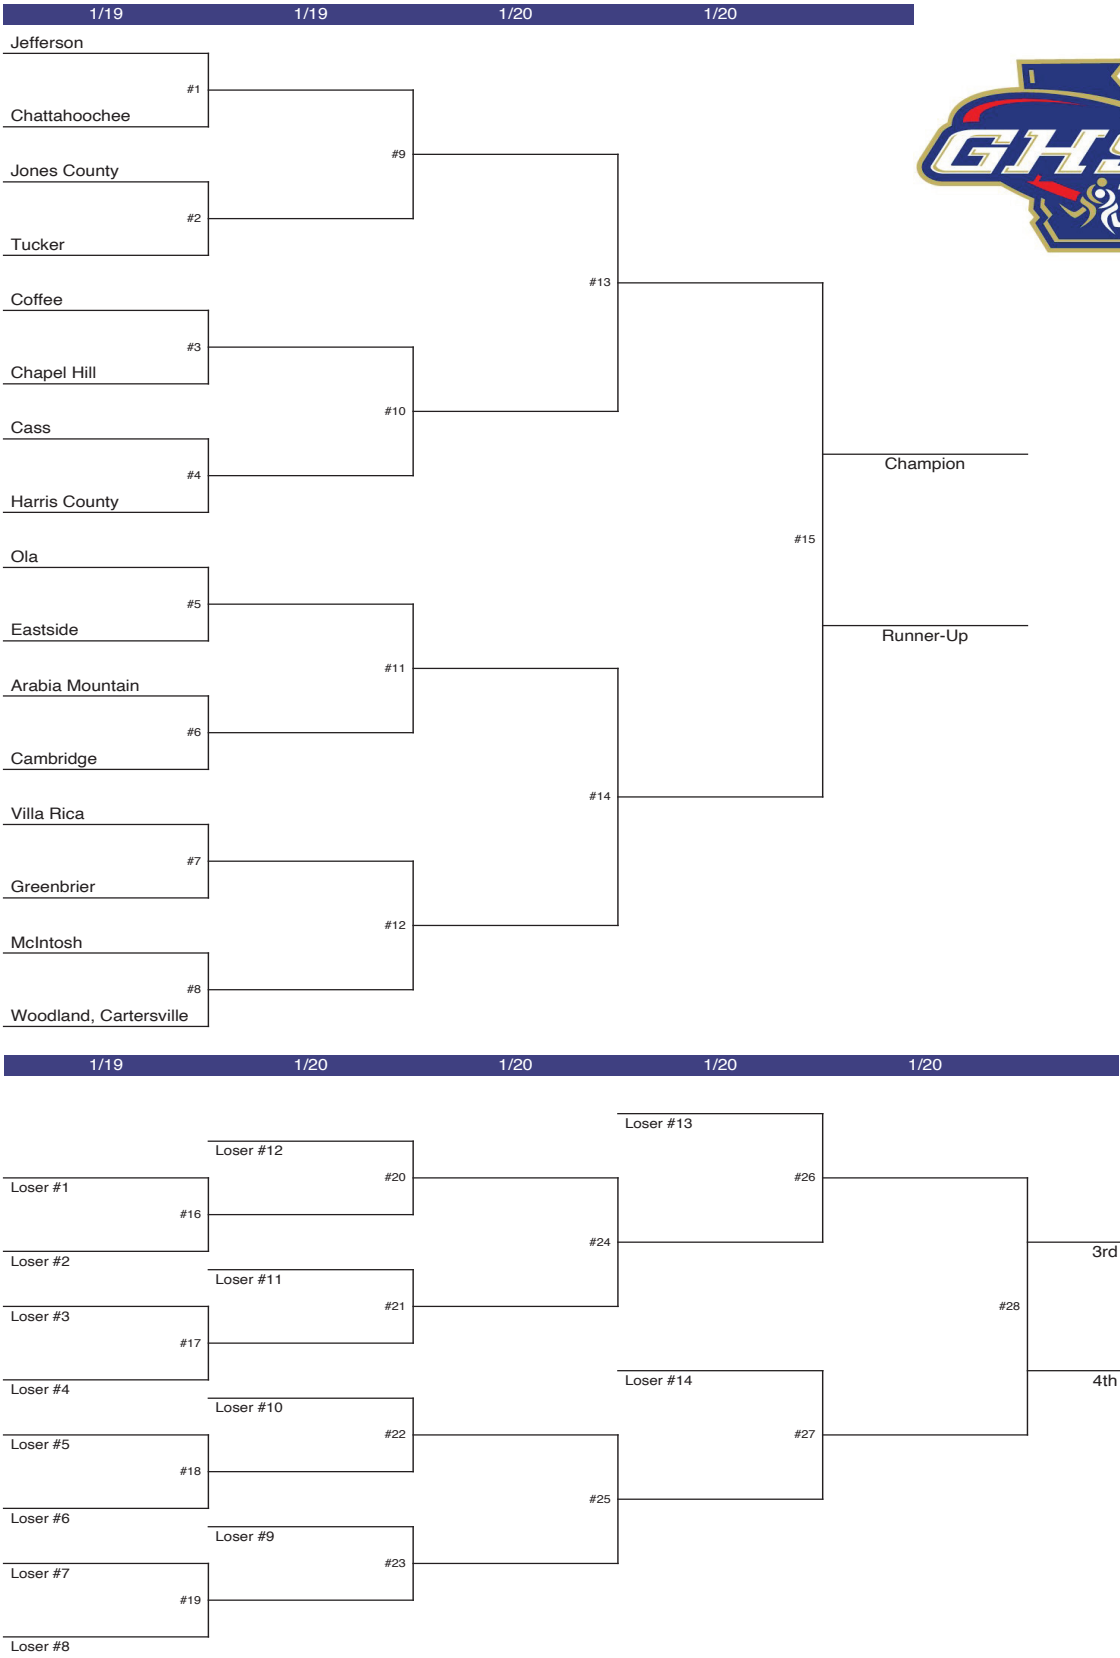 1/19 1/19 1/20 1/20
Jefferson
#1
Chattahoochee
#9
Jones County
#2
Tucker
#13
Coffee
#3
Chapel Hill
#10
Cass
#4
Harris County
Champion
#15
Ola
#5
Eastside
Runner-Up
#11
Arabia Mountain
#6
Cambridge
#14
Villa Rica
#7
Greenbrier
#12
McIntosh
#8
Woodland, Cartersville
GHS
1/19 1/20 1/20 1/20 1/20
Loser #13
Loser #12
#20
#26
Loser #1
#16
#24
3rd
Loser #2
Loser #11
#21
#28
Loser #3
#17
Loser #14
4th
Loser #4
Loser #10
#22
#27
Loser #5
#18
#25
Loser #6
Loser #9
#23
Loser #7
#19
Loser #8